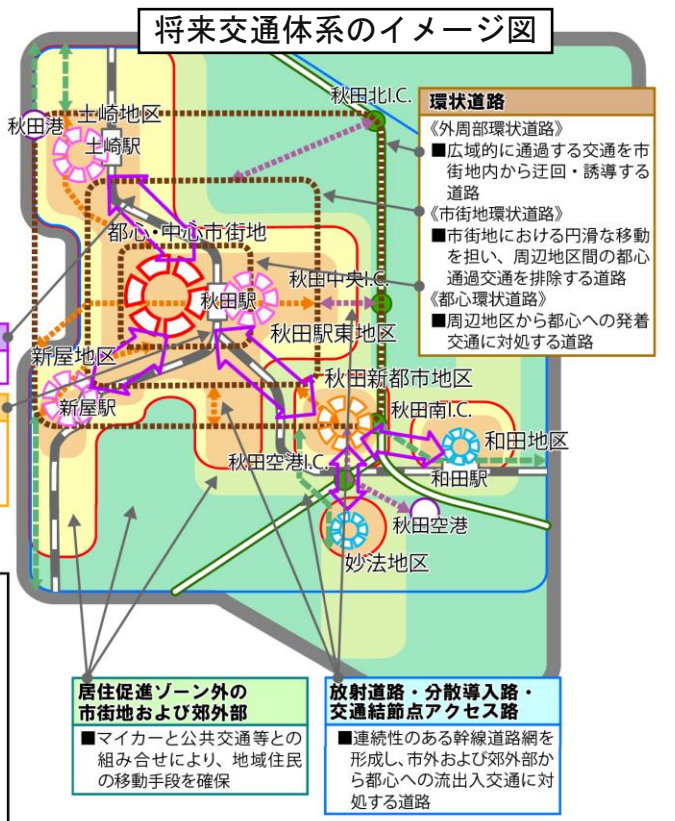 将来交通体系のイメージ図
秋田北I.C.
秋田港
土崎地区
土崎駅
都心・中心市街地
秋田中央I.C.
秋田駅
秋田駅東地区
新屋地区
新屋駅
秋田新都市地区
秋田南I.C.
和田地区
和田駅
秋田空港I.C.
秋田空港
妙法地区
環状道路
《外周部環状道路》
■広域的に通過する交通を市
街地内から迂回・誘導する
道路
《市街地環状道路》
■市街地における円滑な移動
を担い、周辺地区間の都心
通過交通を排除する道路
《都心環状道路》
■周辺地区から都心への発着
交通に対処する道路
居住促進ゾーン外の
市街地および郊外部
■マイカーと公共交通等との
組み合せにより、地域住民
の移動手段を確保
放射道路・分散導入路・
交通結節点アクセス路
■連続性のある幹線道路網を
形成し、市外および郊外部か
ら都心への流出入交通に対
処する道路